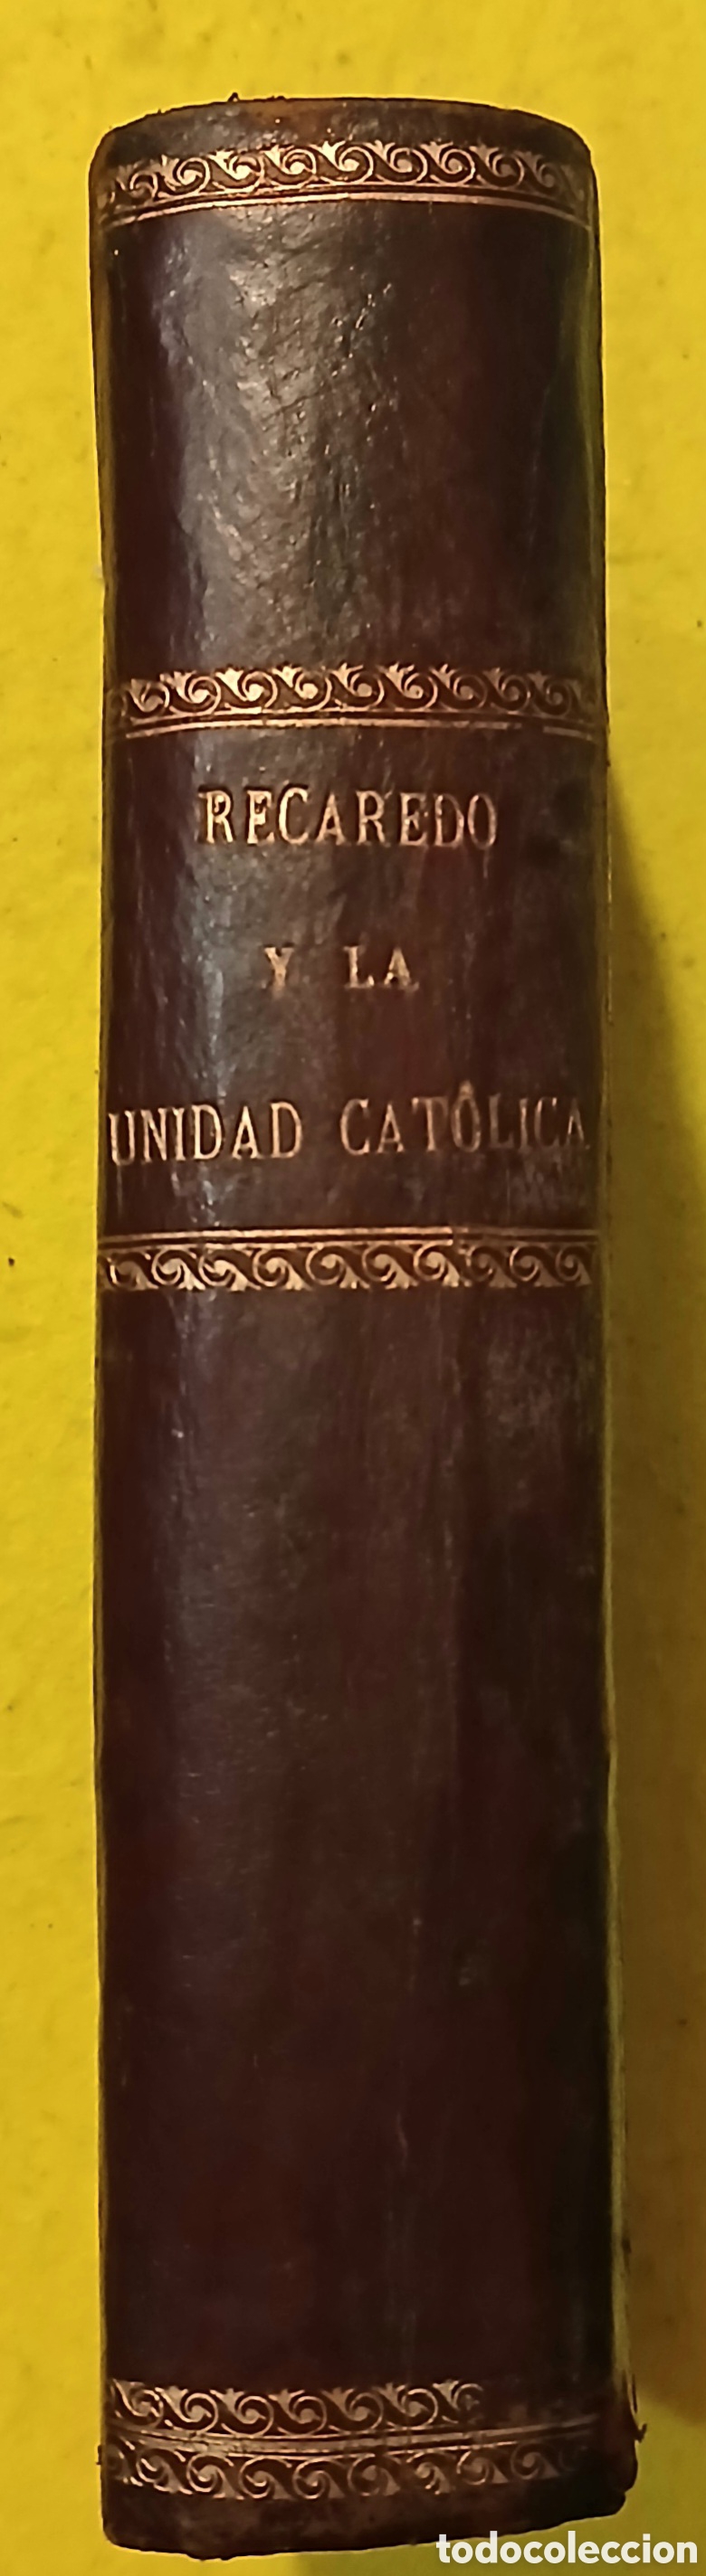 RECAREDO
Y LA
UNIDAD CATÓLICA
todocoleccion